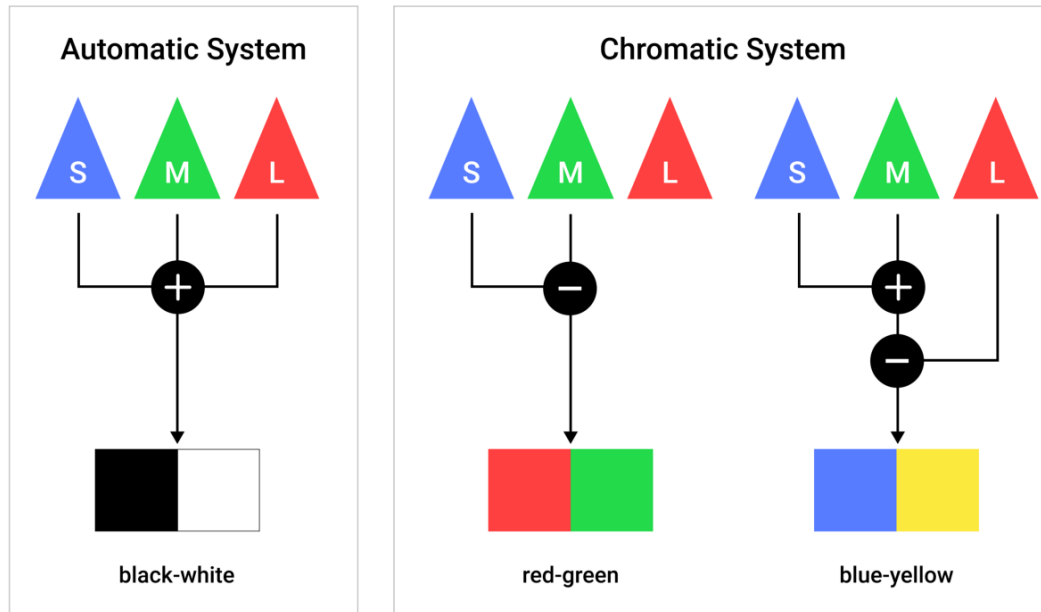 Automatic System
S M L
+
black-white
Chromatic System
S M L
−
red-green
S M L
+
−
blue-yellow